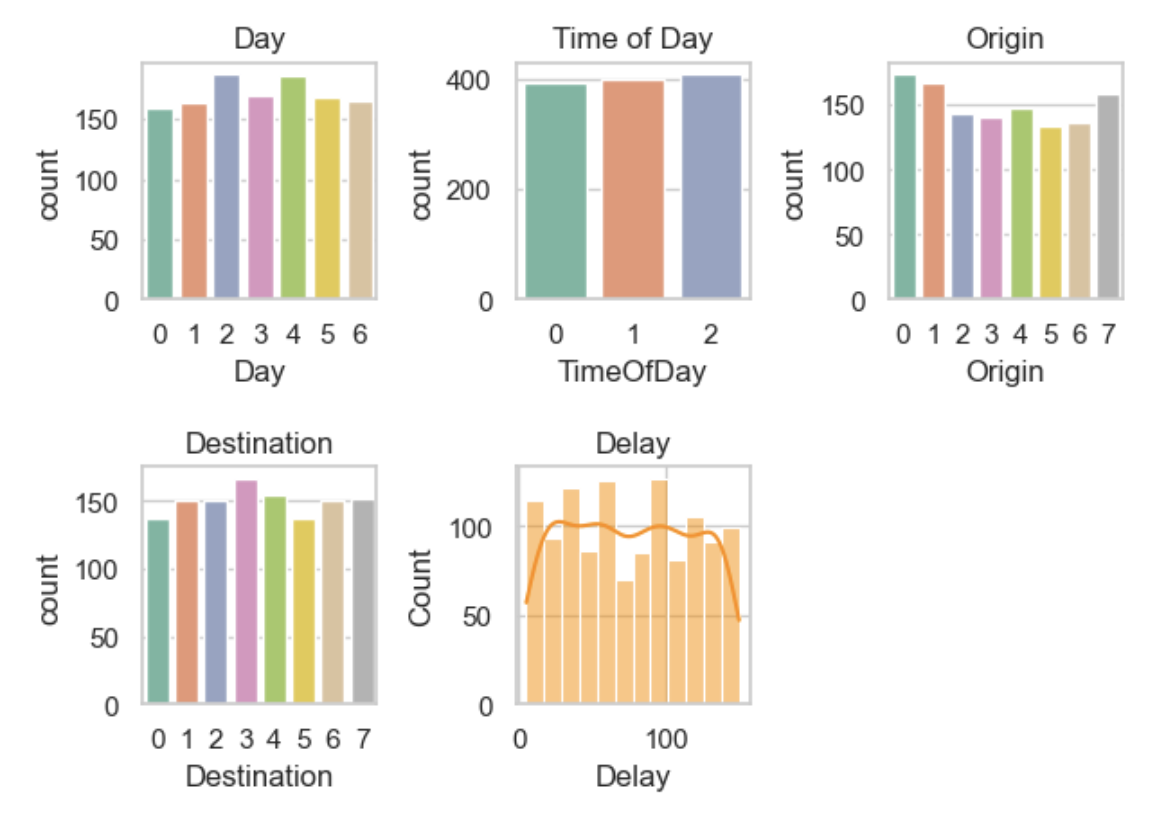 Day
Time of Day
Origin
count
150
100
50
0
0 1 2 3 4 5 6
Day
count
400
200
0
0 1 2
TimeOfDay
count
150
100
50
0
0 1 2 3 4 5 6 7
Origin
Destination
Delay
count
150
100
50
0
0 1 2 3 4 5 6 7
Destination
Count
100
50
0
0 100
Delay